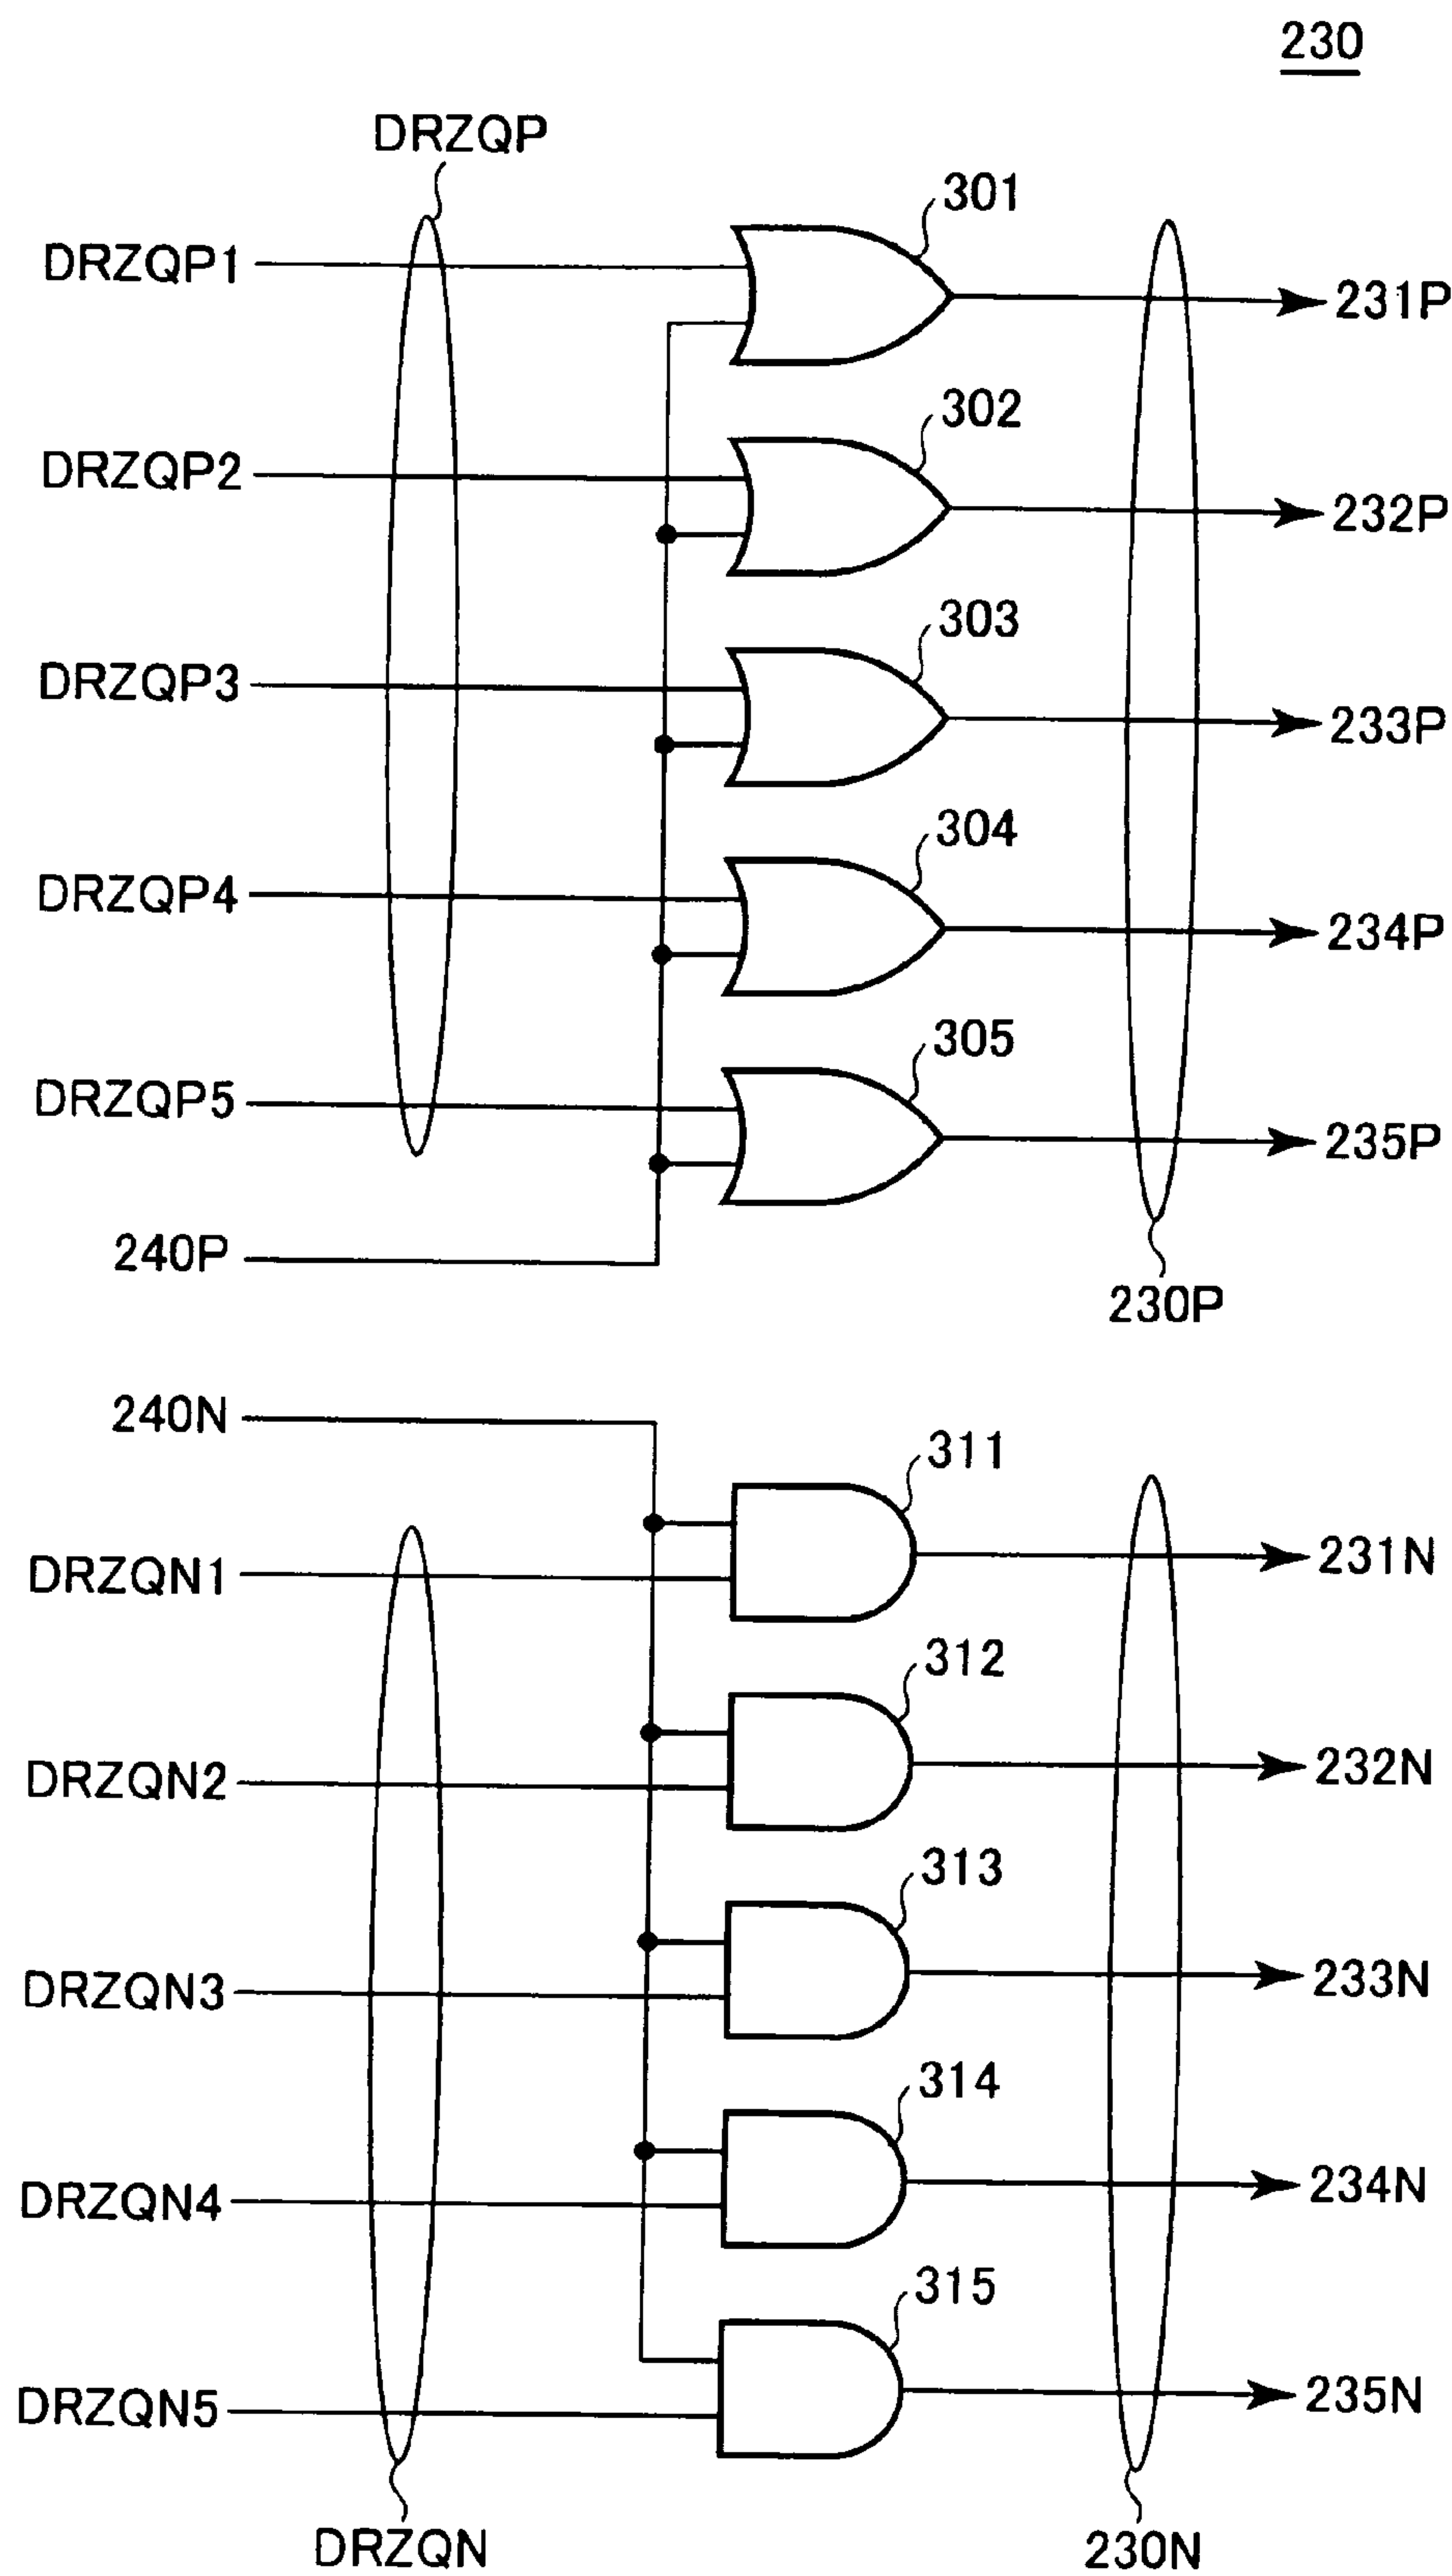 230
DRZQP
301
DRZQP1
231P
302
DRZQP2
232P
303
DRZQP3
233P
304
DRZQP4
234P
305
DRZQP5
235P
240P
230P
240N
311
DRZQN1
231N
312
DRZQN2
232N
313
DRZQN3
233N
314
DRZQN4
234N
315
DRZQN5
235N
DRZQN
230N